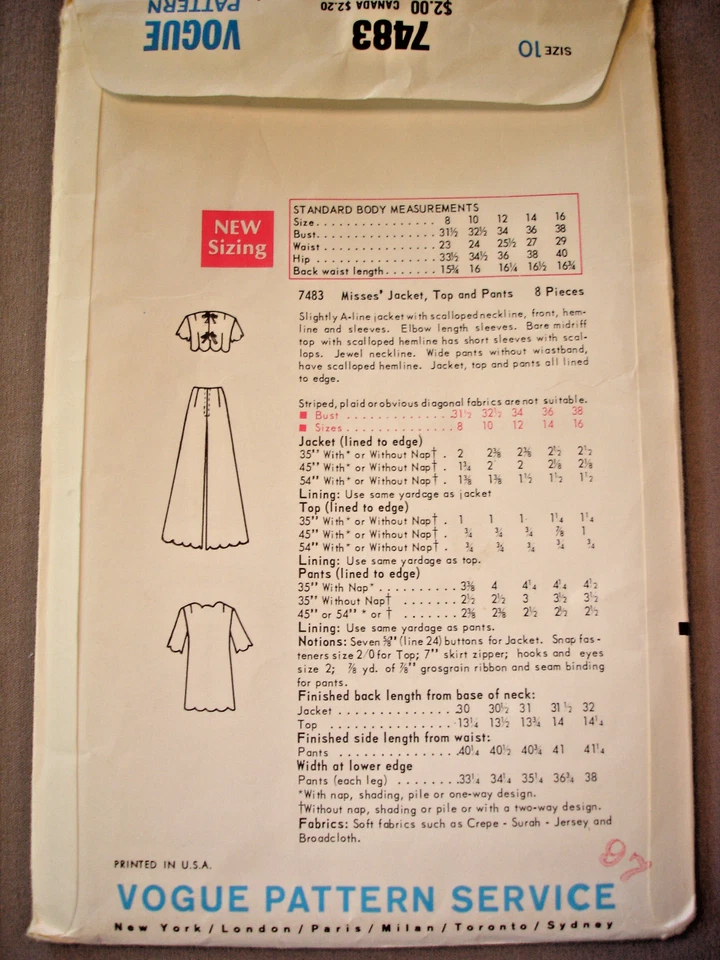 $2.00 CANADA $2.20
VOGUE PATTERN
7483
SIZE 10
NEW
Sizing
STANDARD BODY MEASUREMENTS
Size. . . . . . . . . . . . . . . . . 8 10 12 14 16
Bust. . . . . . . . . . . . . . . . . 31½ 32½ 34 36 38
Waist . . . . . . . . . . . . . . . . 23 24 25½ 27 29
Hip . . . . . . . . . . . . . . . . . 33½ 34½ 36 38 40
Back waist length. . . . . . . 15¾ 16 16¼ 16½ 16¾
7483 Misses' Jacket, Top and Pants 8 Pieces
Slightly A-line jacket with scalloped neckline, front, hem-
line and sleeves. Elbow length sleeves. Bare midriff
top with scalloped hemline has short sleeves with scal-
lops. Jewel neckline. Wide pants without wiastband,
have scalloped hemline. Jacket, top and pants all lined
to edge.
Striped, plaid or obvious diagonal fabrics are not suitable.
■ Bust . . . . . . . . . . . . . . 31½ 32½ 34 36 38
■ Sizes . . . . . . . . . . . . . . 8 10 12 14 16
Jacket (lined to edge)
35" With* or Without Nap† . 2 2⅜ 2⅜ 2½ 2½
45" With* or Without Nap† . 1¾ 2 2 2⅛ 2⅛
54" With* or Without Nap† . 1⅜ 1⅜ 1½ 1½ 1½
Lining: Use same yardage as jacket
Top (lined to edge)
35" With* or Without Nap† . 1 1 1 1¼ 1¼
45" With* or Without Nap† . ¾ ¾ ¾ ⅞ 1
54" With* or Without Nap† . ¾ ¾ ¾ ¾ ¾
Lining: Use same yardage as top.
Pants (lined to edge)
35" With Nap* . . . . . . . . . . 3⅜ 4 4¼ 4¼ 4½
35" Without Nap† . . . . . . . 2½ 2½ 3 3½ 3½
45" or 54" * or † . . . . . . . . 2⅜ 2⅜ 2½ 2½ 2½
Lining: Use same yardage as pants.
Notions: Seven ⅝" (line 24) buttons for Jacket. Snap fas-
teners size 2/0 for Top; 7" skirt zipper; hooks and eyes
size 2; ⅞ yd. of ⅞" grosgrain ribbon and seam binding
for pants.
Finished back length from base of neck:
Jacket . . . . . . . . . . . . . . . 30 30½ 31 31½ 32
Top . . . . . . . . . . . . . . . . . 13¼ 13½ 13¾ 14 14¼
Finished side length from waist:
Pants . . . . . . . . . . . . . . . 40¼ 40½ 40¾ 41 41¼
Width at lower edge
Pants (each leg) . . . . . . . . 33¼ 34¼ 35¼ 36¾ 38
*With nap, shading, pile or one-way design.
†Without nap, shading or pile or with a two-way design.
Fabrics: Soft fabrics such as Crepe - Surah - Jersey and
Broadcloth.
PRINTED IN U.S.A.
VOGUE PATTERN SERVICE
New York / London / Paris / Milan / Toronto / Sydney